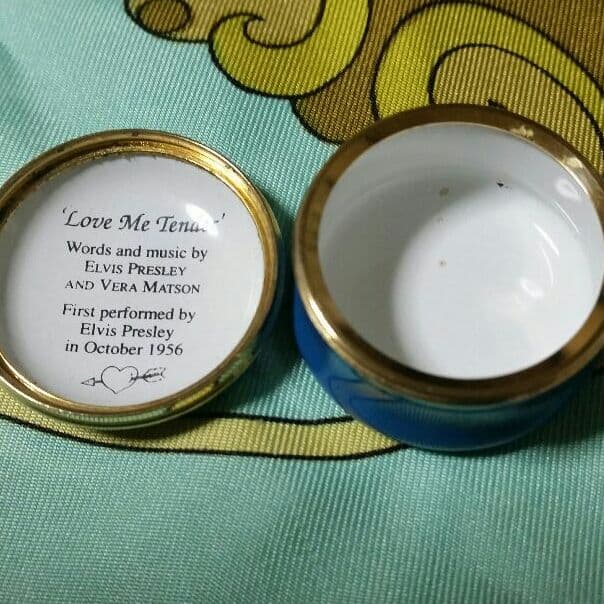 'Love Me Tender'
Words and music by
ELVIS PRESLEY
AND VERA MATSON
First performed by
Elvis Presley
in October 1956